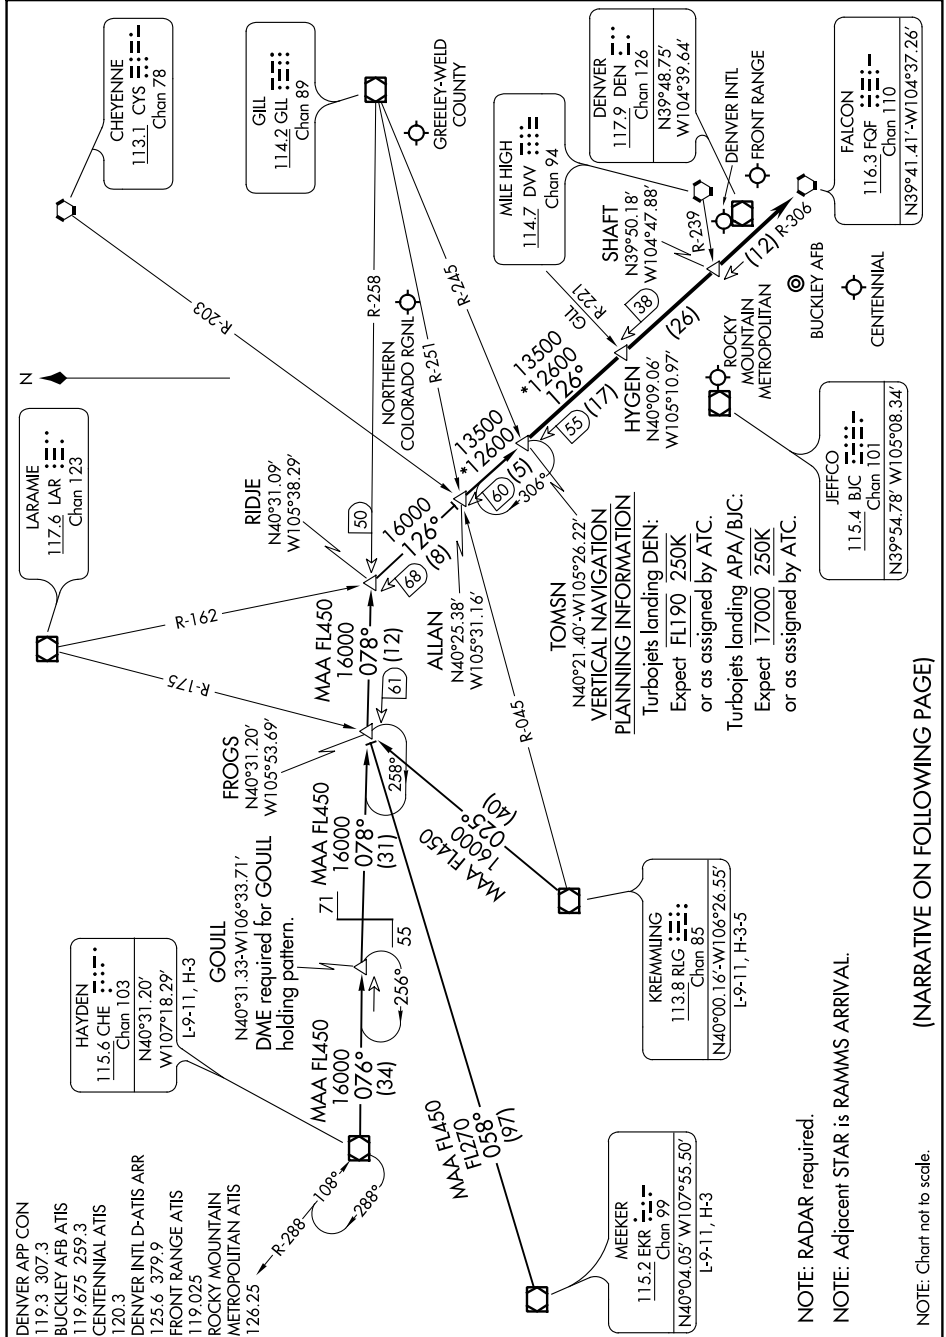 DENVER APP CON
119.3 307.3
BUCKLEY AFB ATIS
119.675 259.3
CENTENNIAL ATIS
120.3
DENVER INTL D-ATIS ARR
125.6 379.9
FRONT RANGE ATIS
119.025
ROCKY MOUNTAIN
METROPOLITAN ATIS
126.25
R-288
108°
288°
HAYDEN
115.6 CHE
Chan 103
N40°31.20'
W107°18.29'
L-9-11, H-3
MAA FL450
16000
076°
(34)
GOULL
N40°31.33'-W106°33.71'
DME required for GOULL
holding pattern.
256°
71
55
MAA FL450
16000
078°
(31)
FROGS
N40°31.20'
W105°53.69'
258°
61
MAA FL450
16000
078°
(12)
LARAMIE
117.6 LAR
Chan 123
R-175
R-162
RIDJE
N40°31.09'
W105°38.29'
50
68
16000
126°
(8)
ALLAN
N40°25.38'
W105°31.16'
60
13500
*12600
(5)
306°
TOMSN
N40°21.40'-W105°26.22'
55
13500
*12600
126°
(17)
HYGEN
N40°09.06'
W105°10.97'
38
GLL
R-221
(26)
SHAFT
N39°50.18'
W104°47.88'
R-239
(12)
R-306
N
CHEYENNE
113.1 CYS
Chan 78
R-203
GILL
114.2 GLL
Chan 89
R-258
R-251
R-245
GREELEY-WELD
COUNTY
NORTHERN
COLORADO RGNL
MILE HIGH
114.7 DVV
Chan 94
DENVER
117.9 DEN
Chan 126
N39°48.75'
W104°39.64'
DENVER INTL
FRONT RANGE
FALCON
116.3 FQF
Chan 110
N39°41.41'-W104°37.26'
ROCKY
MOUNTAIN
METROPOLITAN
BUCKLEY AFB
CENTENNIAL
JEFFCO
115.4 BJC
Chan 101
N39°54.78' W105°08.34'
VERTICAL NAVIGATION
PLANNING INFORMATION
Turbojets landing DEN:
Expect FL190 250K
or as assigned by ATC.
Turbojets landing APA/BJC:
Expect 17000 250K
or as assigned by ATC.
R-045
MAA FL450
16000
025°
(40)
KREMMLING
113.8 RLG
Chan 85
N40°00.16'-W106°26.55'
L-9-11, H-3-5
MAA FL450
FL270
058°
(97)
MEEKER
115.2 EKR
Chan 99
N40°04.05' W107°55.50'
L-9-11, H-3
NOTE: RADAR required.
NOTE: Adjacent STAR is RAMMS ARRIVAL.
NOTE: Chart not to scale.
(NARRATIVE ON FOLLOWING PAGE)